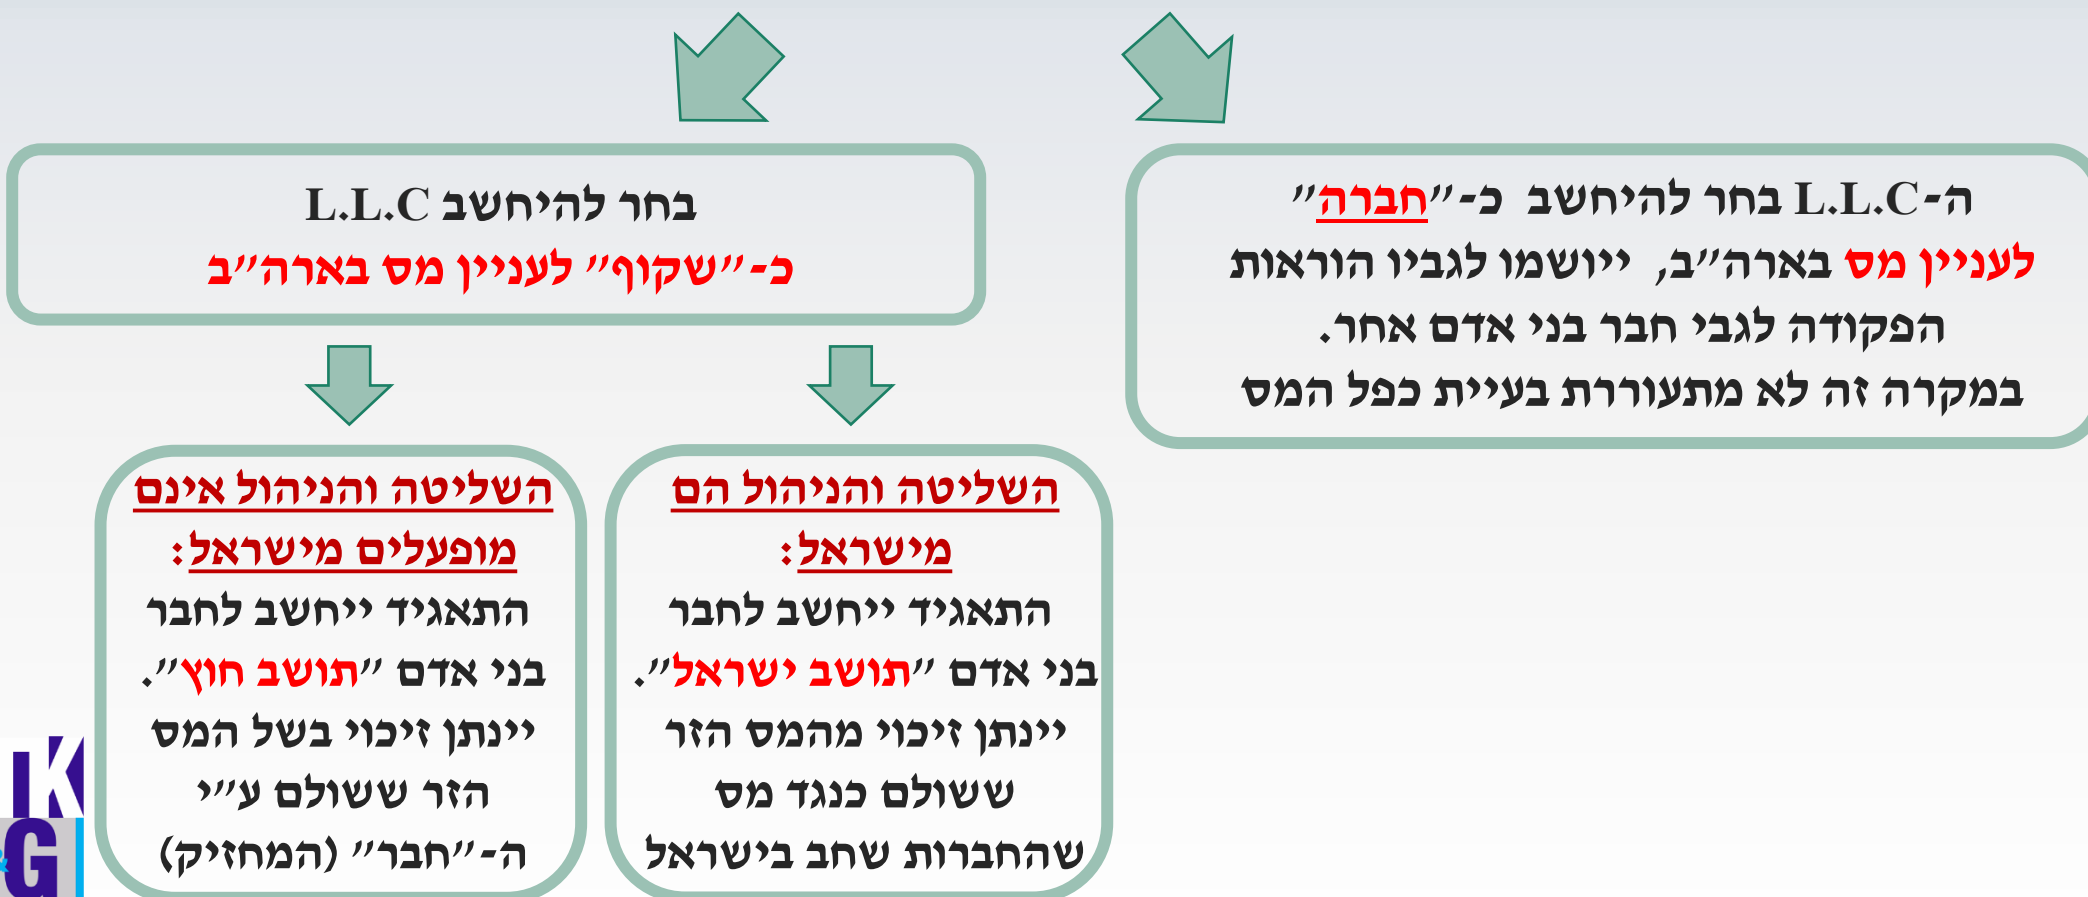 ה-L.L.C בחר להיחשב כ-"חברה"
לעניין מס בארה"ב, ייושמו לגביו הוראות
הפקודה לגבי חבר בני אדם אחר.
במקרה זה לא מתעוררת בעיית כפל המס
בחר להיחשב L.L.C
כ-"שקוף" לעניין מס בארה"ב
השליטה והניהול הם
מישראל:
התאגיד ייחשב לחבר
בני אדם "תושב ישראל".
יינתן זיכוי מהמס הזר
ששולם כנגד מס
שהחברות שחב בישראל
השליטה והניהול אינם
מופעלים מישראל:
התאגיד ייחשב לחבר
בני אדם "תושב חוץ".
יינתן זיכוי בשל המס
הזר ששולם ע"י
ה-"חבר" (המחזיק)
K
&G